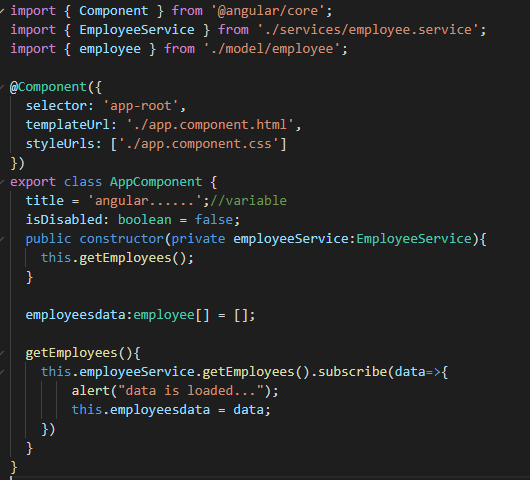 import { Component } from '@angular/core';
import { EmployeeService } from './services/employee.service';
import { employee } from './model/employee';

@Component({
  selector: 'app-root',
  templateUrl: './app.component.html',
  styleUrls: ['./app.component.css']
})
export class AppComponent {
  title = 'angular......';//variable
  isDisabled: boolean = false;
  public constructor(private employeeService:EmployeeService){
    this.getEmployees();
  }

  employeesdata:employee[] = [];

  getEmployees(){
    this.employeeService.getEmployees().subscribe(data=>{
        alert("data is loaded...");
        this.employeesdata = data;
    })
  }
}